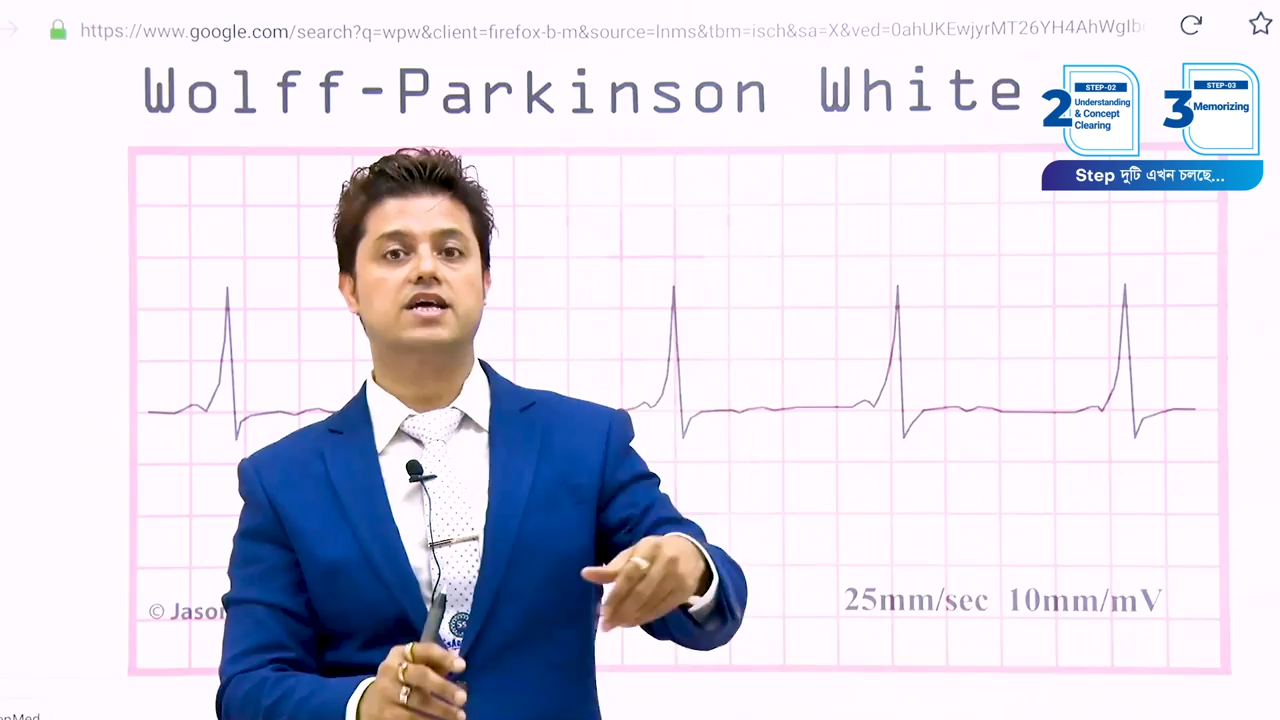 https://www.google.com/search?q=wpw&client=firefox-b-m&source=lnms&tbm=isch&sa=X&ved=0ahUKEwjyrMT26YH4AhWgIb
Wolff-Parkinson White
2
STEP-02
Understanding
& Concept
Clearing
3
STEP-03
Memorizing
Step দুটি এখন চলছে...
25mm/sec 10mm/mV
© Jason